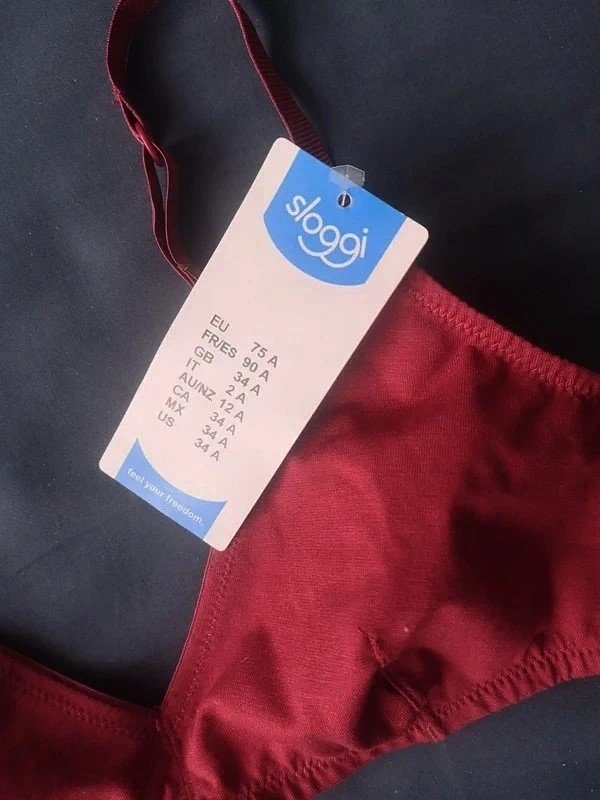 sloggi
EU 75 A
FR/ES 90 A
GB 34 A
IT 2 A
AU/NZ 12 A
CA 34 A
MX 34 A
US 34 A
feel your freedom.